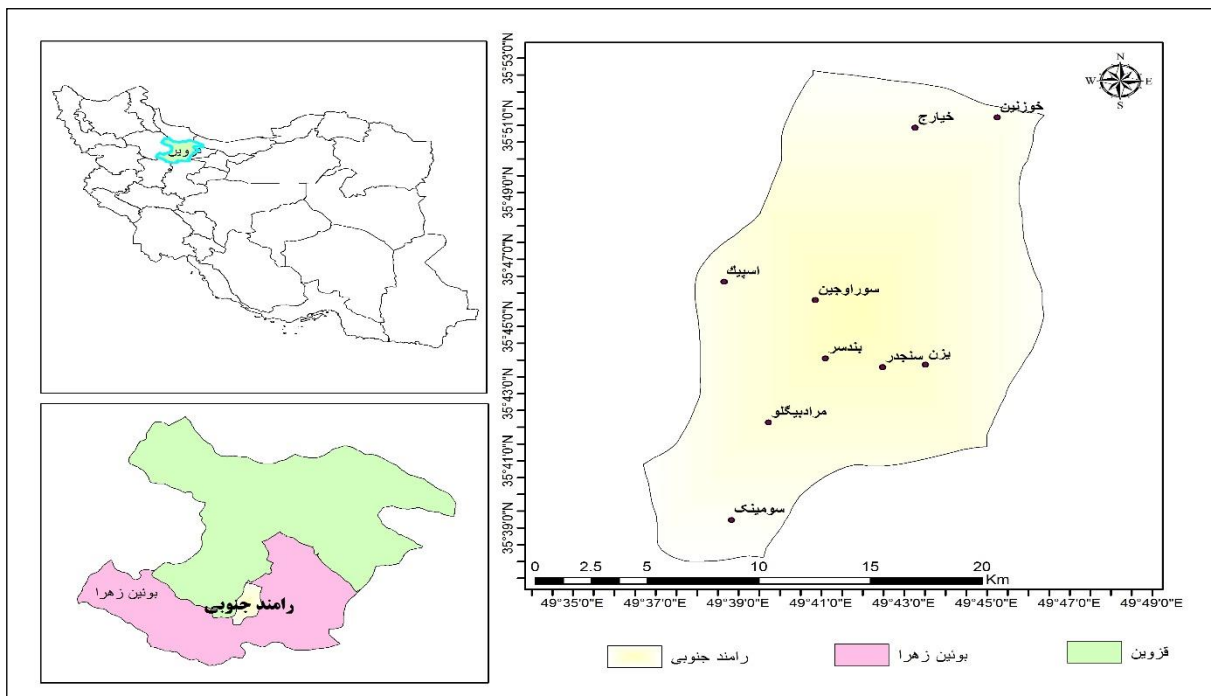 قزوین
بوئین زهرا
رامند جنوبی
N
W E
S
خوزنین
خیارج
اسپیك
سوراوجین
بندسر
سنجدر
یزن
مرادبیگلو
سومینک
35°53'0"N
35°51'0"N
35°49'0"N
35°47'0"N
35°45'0"N
35°43'0"N
35°41'0"N
35°39'0"N
0 2.5 5 10 15 20
Km
49°35'0"E 49°37'0"E 49°39'0"E 49°41'0"E 49°43'0"E 49°45'0"E 49°47'0"E 49°49'0"E
رامند جنوبی
بوئین زهرا
قزوین